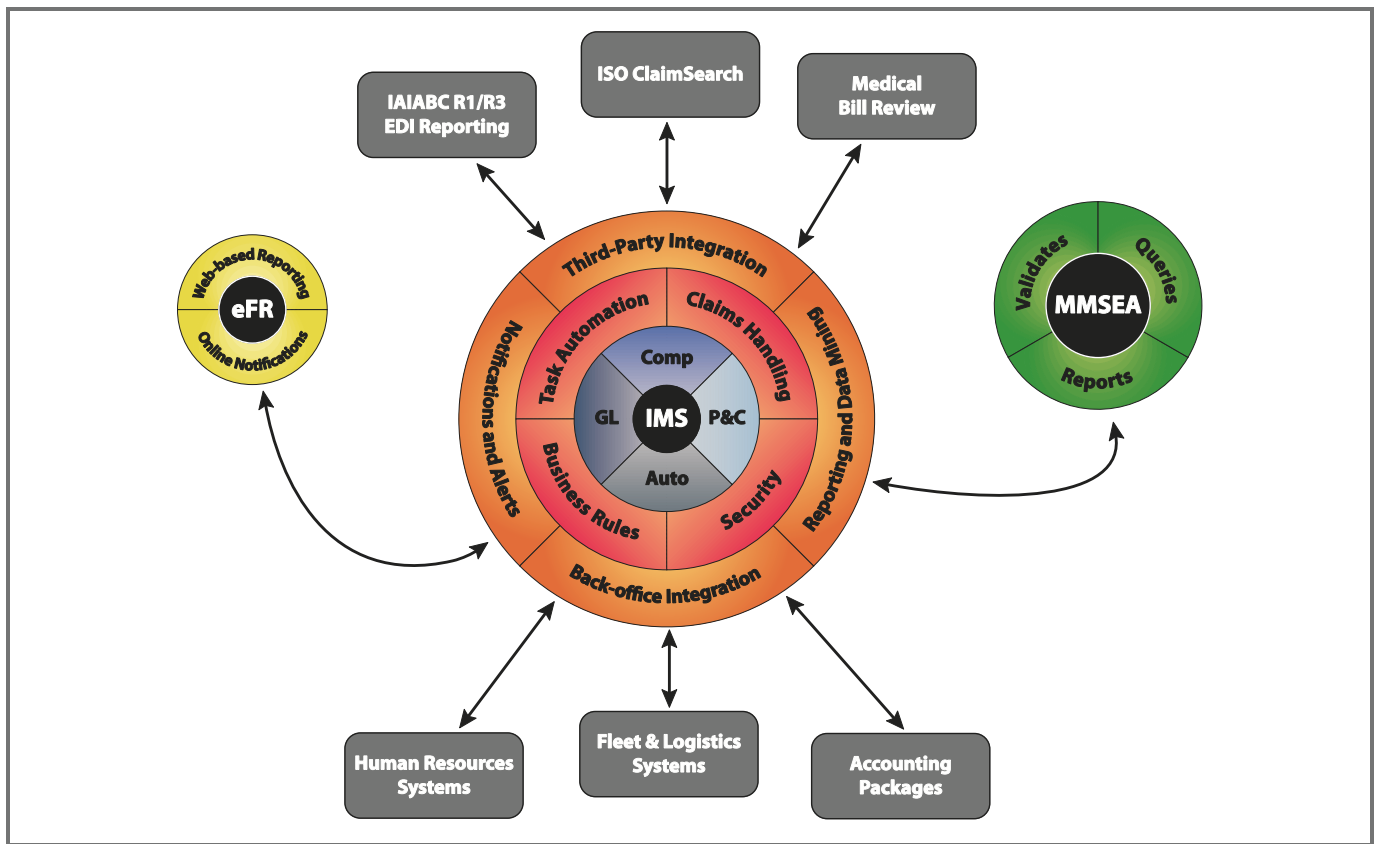 ISO ClaimSearch
IAIABC R1/R3
EDI Reporting
Medical
Bill Review
Web-based Reporting
eFR
Online Notifications
Third-Party Integration
Notifications and Alerts
Reporting and Data Mining
Back-office Integration
Task Automation
Claims Handling
Business Rules
Security
Comp
GL
IMS
P&C
Auto
Validates
Queries
MMSEA
Reports
Human Resources
Systems
Fleet & Logistics
Systems
Accounting
Packages